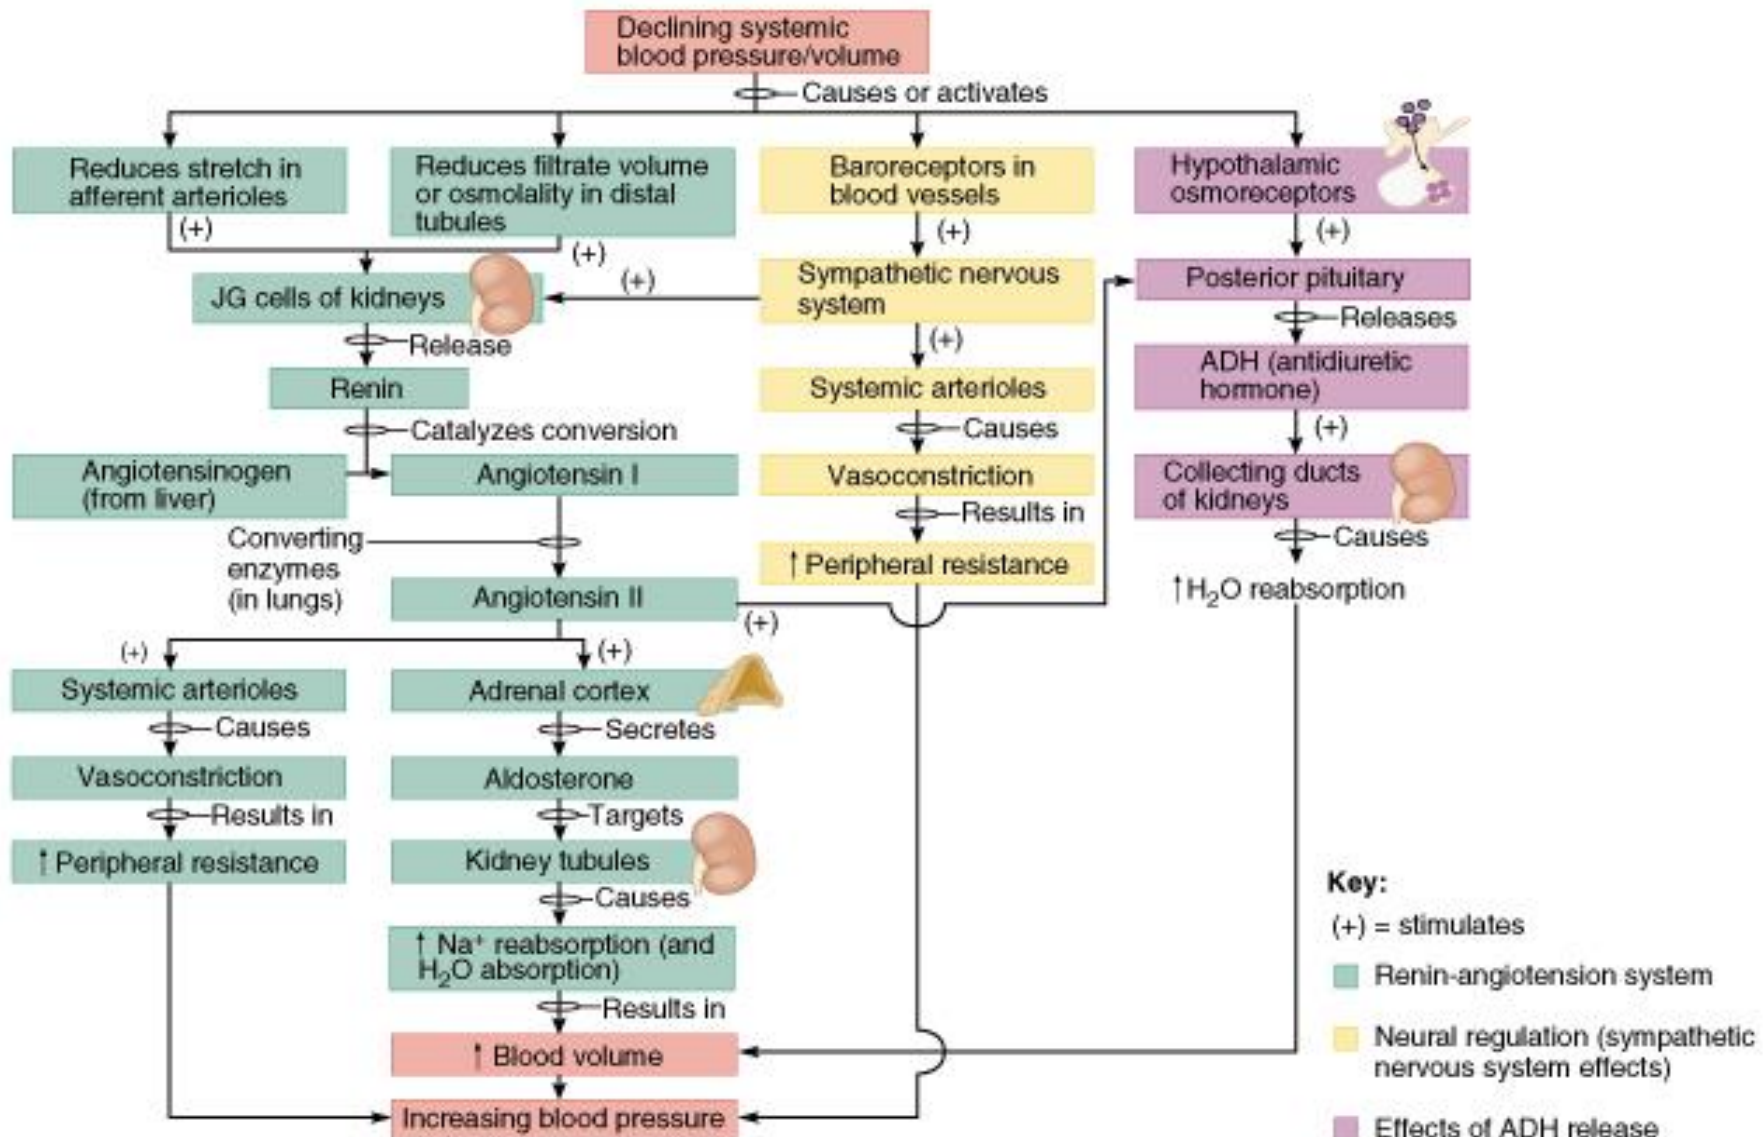 Declining systemic
blood pressure/volume
Causes or activates
Reduces stretch in
afferent arterioles
(+)
Reduces filtrate volume
or osmolality in distal
tubules
(+)
Baroreceptors in
blood vessels
(+)
Hypothalamic
osmoreceptors
(+)
JG cells of kidneys
(+)
Sympathetic nervous
system
(+)
Posterior pituitary
Releases
Release
Renin
Systemic arterioles
ADH (antidiuretic
hormone)
(+)
Catalyzes conversion
Causes
Angiotensinogen
(from liver)
Angiotensin I
Vasoconstriction
Results in
Collecting ducts
of kidneys
Causes
Converting
enzymes
(in lungs)
↑ Peripheral resistance
↑H₂O reabsorption
Angiotensin II
(+)
(+)
(+)
Systemic arterioles
Causes
Vasoconstriction
Results in
↑ Peripheral resistance
Adrenal cortex
Secretes
Aldosterone
Targets
Kidney tubules
Causes
↑ Na⁺ reabsorption (and
H₂O absorption)
Results in
↑ Blood volume
Increasing blood pressure
Key:
(+) = stimulates
Renin-angiotension system
Neural regulation (sympathetic
nervous system effects)
Effects of ADH release